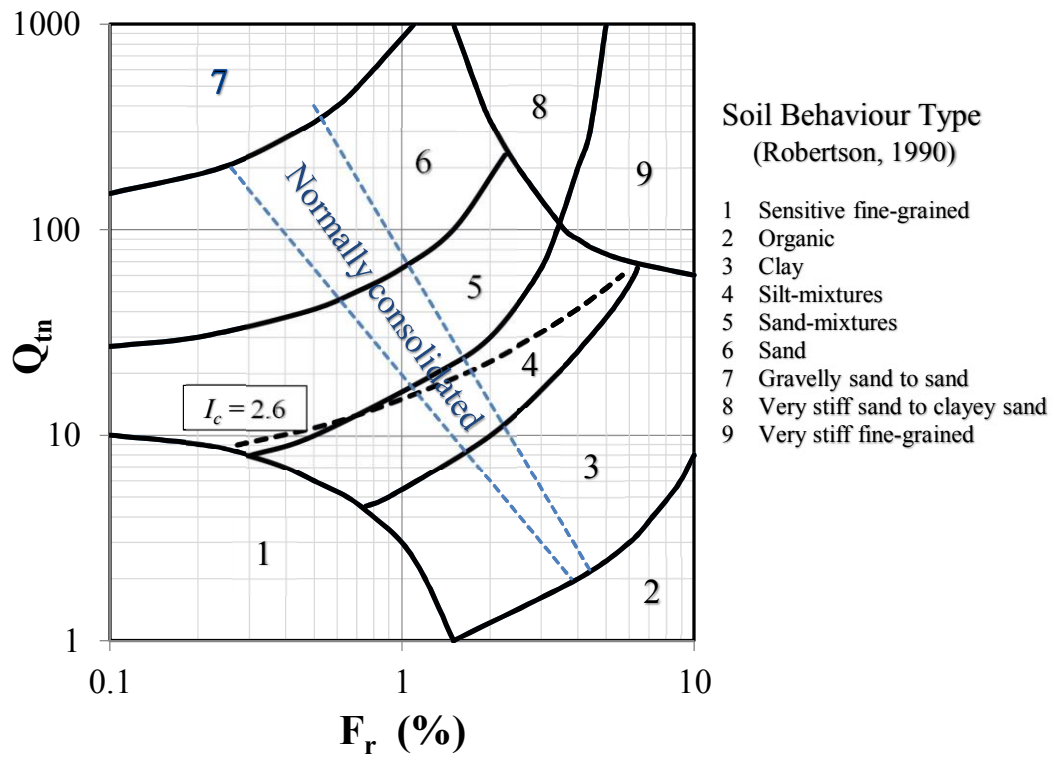 1000
100
10
1
Q_tn
0.1
1
10
F_r (%)
7
8
6
9
5
4
3
1
2
Normally consolidated
I_c = 2.6
Soil Behaviour Type
(Robertson, 1990)
1 Sensitive fine-grained
2 Organic
3 Clay
4 Silt-mixtures
5 Sand-mixtures
6 Sand
7 Gravelly sand to sand
8 Very stiff sand to clayey sand
9 Very stiff fine-grained